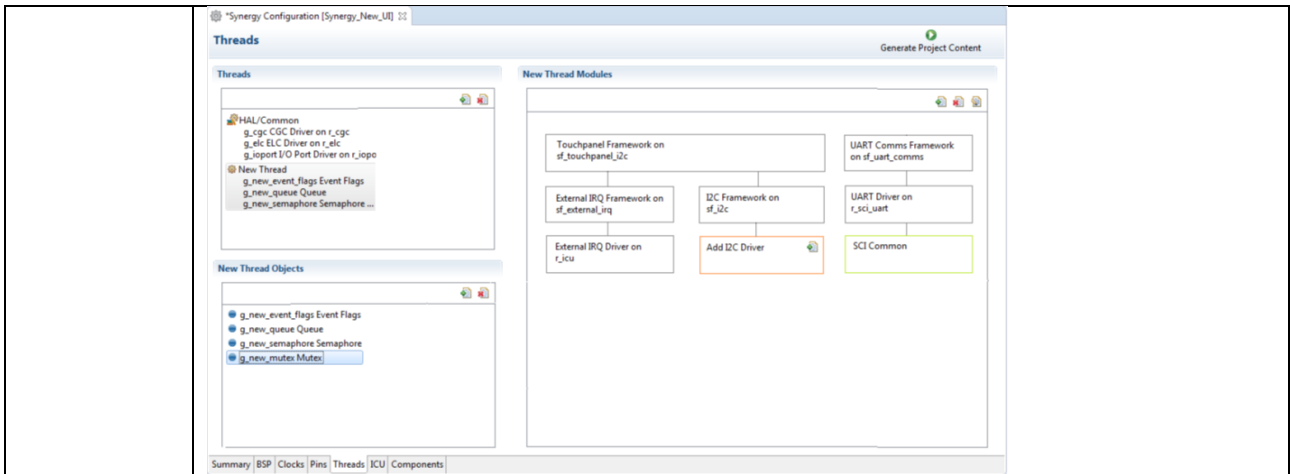 *Synergy Configuration [Synergy_New_UI]
Threads
Generate Project Content
Threads
HAL/Common
g_cgc CGC Driver on r_cgc
g_elc ELC Driver on r_elc
g_ioport I/O Port Driver on r_iopo
New Thread
g_new_event_flags Event Flags
g_new_queue Queue
g_new_semaphore Semaphore ...
New Thread Objects
g_new_event_flags Event Flags
g_new_queue Queue
g_new_semaphore Semaphore
g_new_mutex Mutex
New Thread Modules
Touchpanel Framework on
sf_touchpanel_i2c
UART Comms Framework
on sf_uart_comms
External IRQ Framework on
sf_external_irq
I2C Framework on
sf_i2c
UART Driver on
r_sci_uart
External IRQ Driver on
r_icu
Add I2C Driver
SCI Common
Summary BSP Clocks Pins Threads ICU Components